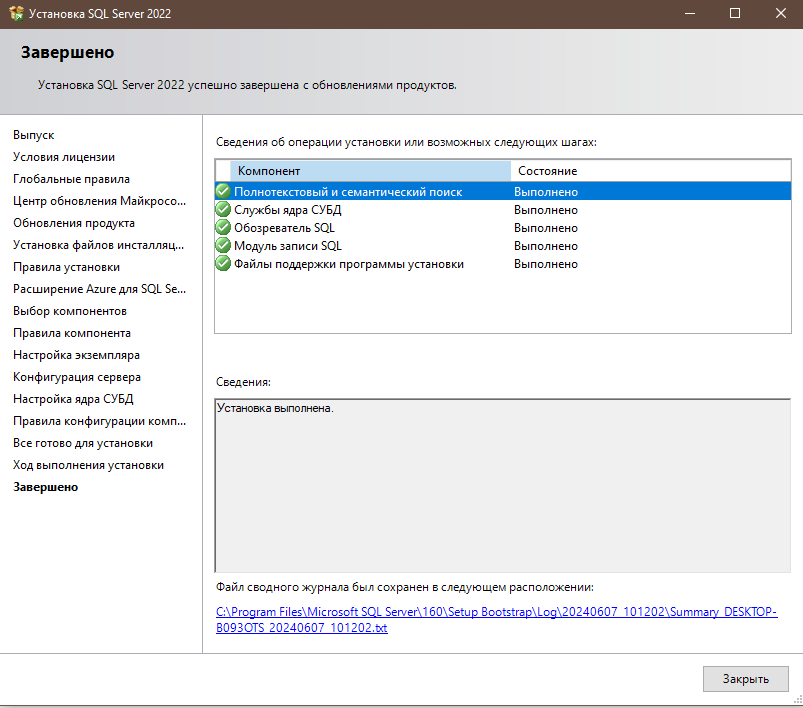 Установка SQL Server 2022
Завершено
Установка SQL Server 2022 успешно завершена с обновлениями продуктов.
Выпуск
Условия лицензии
Глобальные правила
Центр обновления Майкросо...
Обновления продукта
Установка файлов инсталляц...
Правила установки
Расширение Azure для SQL Se...
Выбор компонентов
Правила компонента
Настройка экземпляра
Конфигурация сервера
Настройка ядра СУБД
Правила конфигурации комп...
Все готово для установки
Ход выполнения установки
Завершено
Сведения об операции установки или возможных следующих шагах:
Компонент Состояние
Полнотекстовый и семантический поиск Выполнено
Службы ядра СУБД Выполнено
Обозреватель SQL Выполнено
Модуль записи SQL Выполнено
Файлы поддержки программы установки Выполнено
Сведения:
Установка выполнена.
Файл сводного журнала был сохранен в следующем расположении:
C:\Program Files\Microsoft SQL Server\160\Setup Bootstrap\Log\20240607_101202\Summary_DESKTOP-
B093OTS_20240607_101202.txt
Закрыть